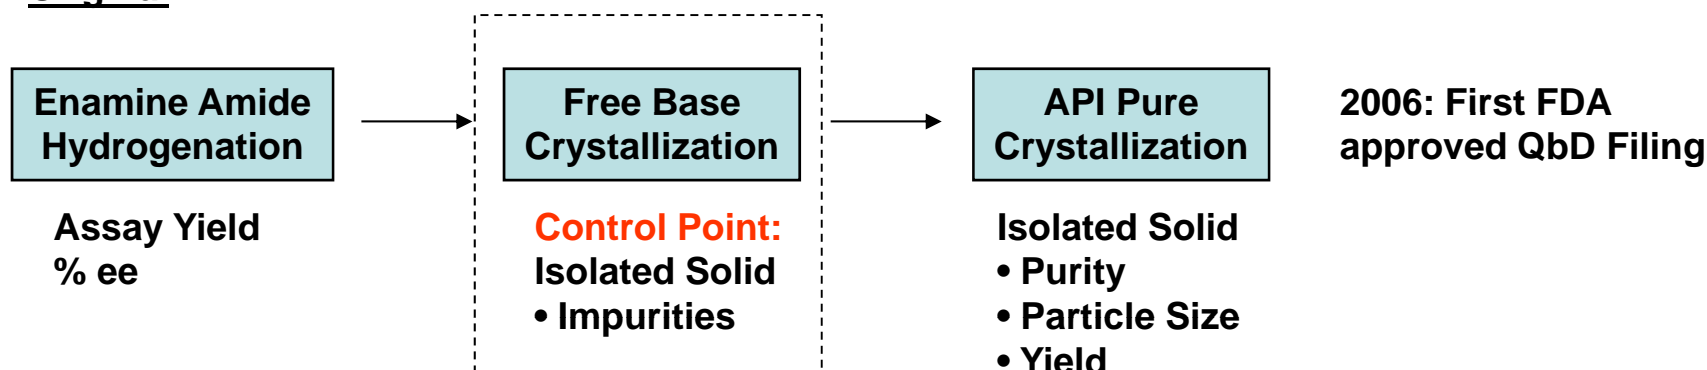 Enamine Amide
Hydrogenation
Assay Yield
% ee
Free Base
Crystallization
Control Point:
Isolated Solid
• Impurities
API Pure
Crystallization
Isolated Solid
• Purity
• Particle Size
• Yield
2006: First FDA
approved QbD Filing